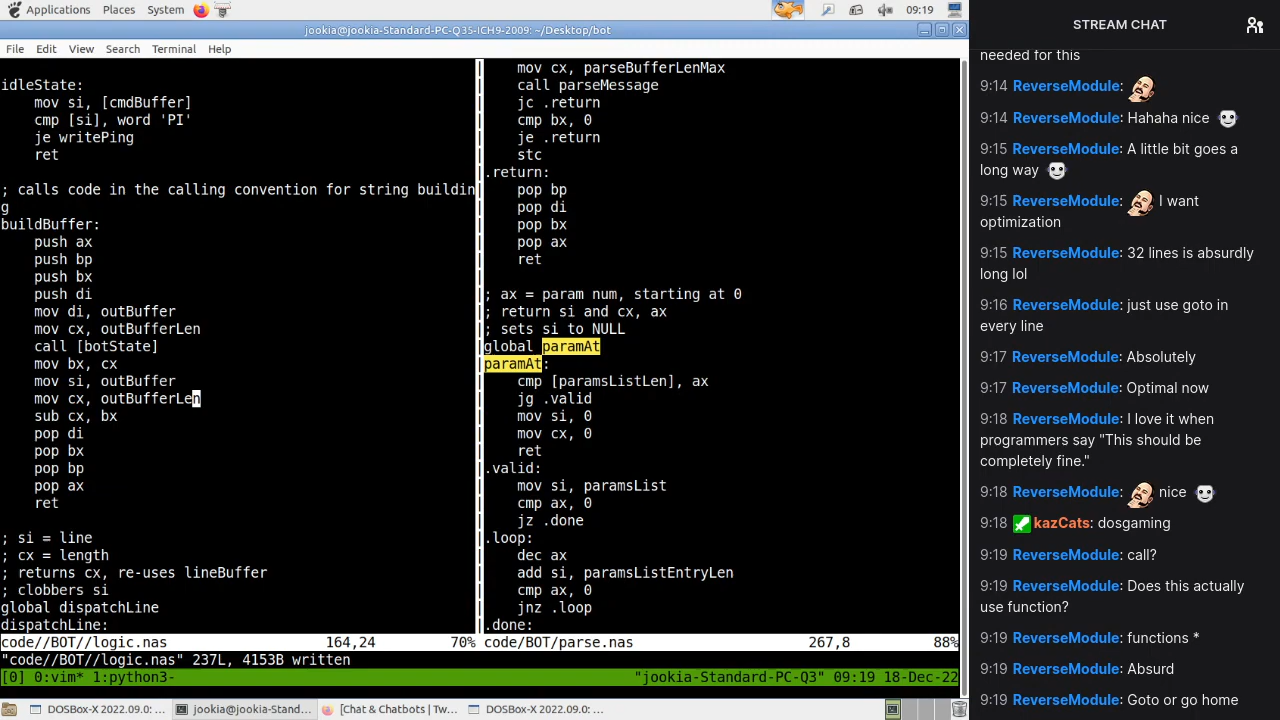 Applications Places System 09:19
jookia@jookia-Standard-PC-Q35-ICH9-2009: ~/Desktop/bot
File Edit View Search Terminal Help
idleState:
mov si, [cmdBuffer]
cmp [si], word 'PI'
je writePing
ret
; calls code in the calling convention for string buildin
g
buildBuffer:
push ax
push bp
push bx
push di
mov di, outBuffer
mov cx, outBufferLen
call [botState]
mov bx, cx
mov si, outBuffer
mov cx, outBufferLen
sub cx, bx
pop di
pop bx
pop bp
pop ax
ret
; si = line
; cx = length
; returns cx, re-uses lineBuffer
; clobbers si
global dispatchLine
dispatchLine:
code//BOT//logic.nas 164,24 70%
mov cx, parseBufferLenMax
call parseMessage
jc .return
cmp bx, 0
je .return
stc
.return:
pop bp
pop di
pop bx
pop ax
ret
; ax = param num, starting at 0
; return si and cx, ax
; sets si to NULL
global paramAt
paramAt:
cmp [paramsListLen], ax
jg .valid
mov si, 0
mov cx, 0
ret
.valid:
mov si, paramsList
cmp ax, 0
jz .done
.loop:
dec ax
add si, paramsListEntryLen
cmp ax, 0
jnz .loop
.done:
code/BOT/parse.nas 267,8 88%
"code//BOT//logic.nas" 237L, 4153B written
[0] 0:vim* 1:python3- "jookia-Standard-PC-Q3" 09:19 18-Dec-22
DOSBox-X 2022.09.0: ... jookia@jookia-Stand... [Chat & Chatbots | Tw... DOSBox-X 2022.09.0: ...
STREAM CHAT
needed for this
9:14 ReverseModule:
9:14 ReverseModule: Hahaha nice
9:15 ReverseModule: A little bit goes a
long way
9:15 ReverseModule: I want
optimization
9:15 ReverseModule: 32 lines is absurdly
long lol
9:16 ReverseModule: just use goto in
every line
9:17 ReverseModule: Absolutely
9:17 ReverseModule: Optimal now
9:18 ReverseModule: I love it when
programmers say "This should be
completely fine."
9:18 ReverseModule: nice
9:18 kazCats: dosgaming
9:19 ReverseModule: call?
9:19 ReverseModule: Does this actually
use function?
9:19 ReverseModule: functions *
9:19 ReverseModule: Absurd
9:19 ReverseModule: Goto or go home